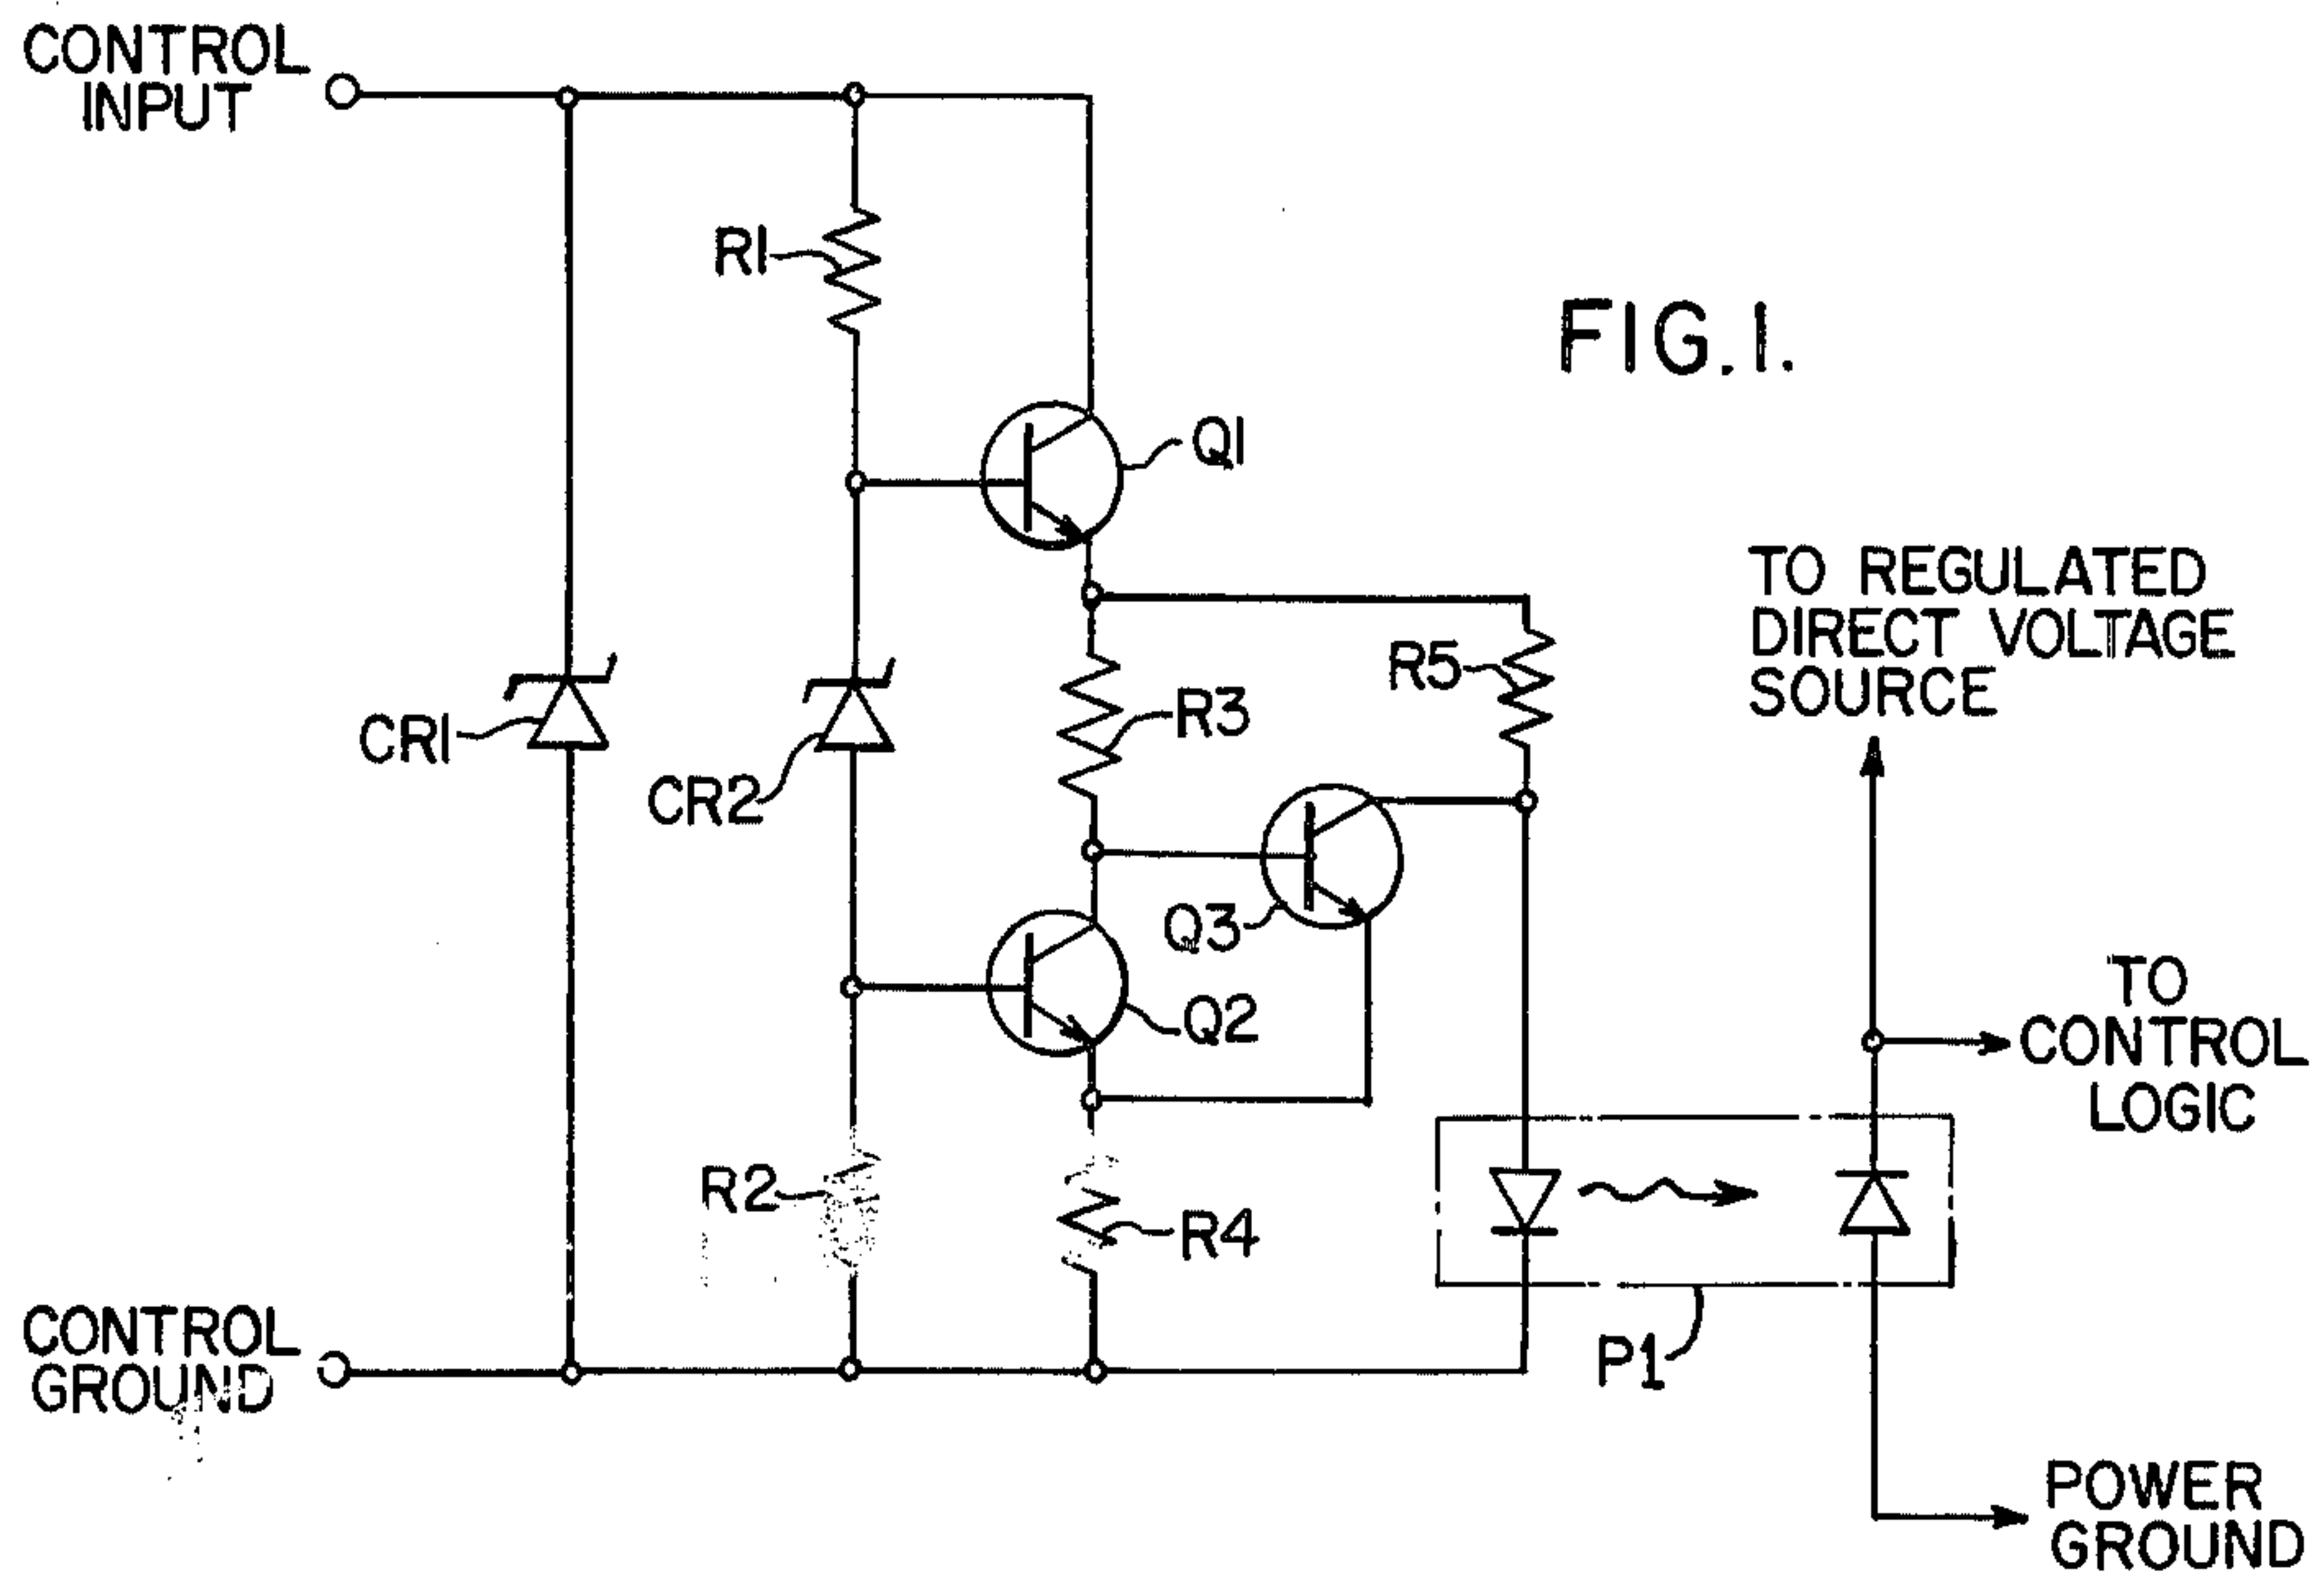 CONTROL
INPUT
R1
Q1
FIG.1.
TO REGULATED
DIRECT VOLTAGE
SOURCE
R5
R3
CR1
CR2
Q3
Q2
TO
CONTROL
LOGIC
R2
R4
CONTROL
GROUND
P1
POWER
GROUND